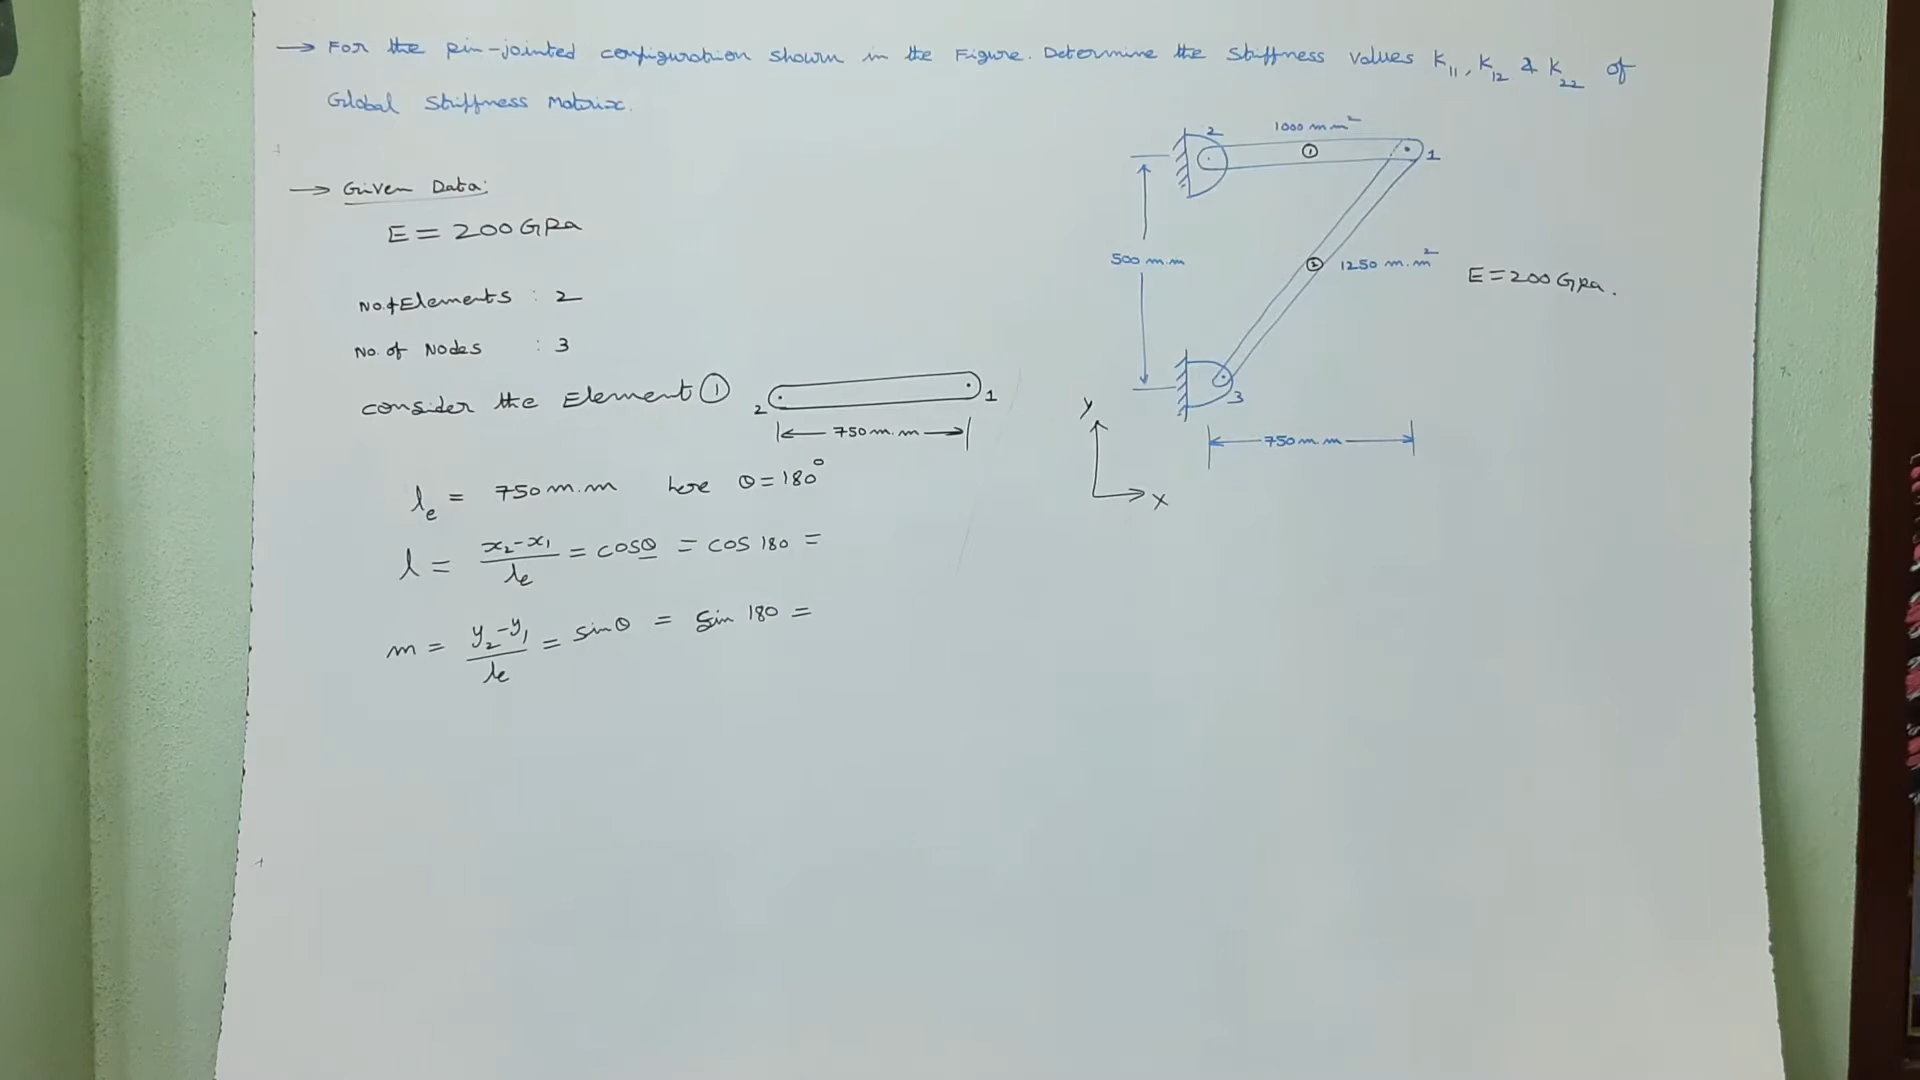 → For the pin-jointed configuration shown in the Figure. Determine the Stiffness values K₁₁, K₁₂ & K₂₂ of
Global Stiffness Matrix.
→ Given Data:
E = 200 GPa
No. of Elements : 2
No. of Nodes : 3
consider the Element ①
2
1
750 m.m
lₑ = 750 m.m here θ = 180°
l = (x₂-x₁)/lₑ = cosθ = cos 180 =
m = (y₂-y₁)/lₑ = sinθ = Sin 180 =
2
1000 mm²
①
1
500 m.m
② 1250 m.m²
E = 200 GPa.
3
750 m m
y
x